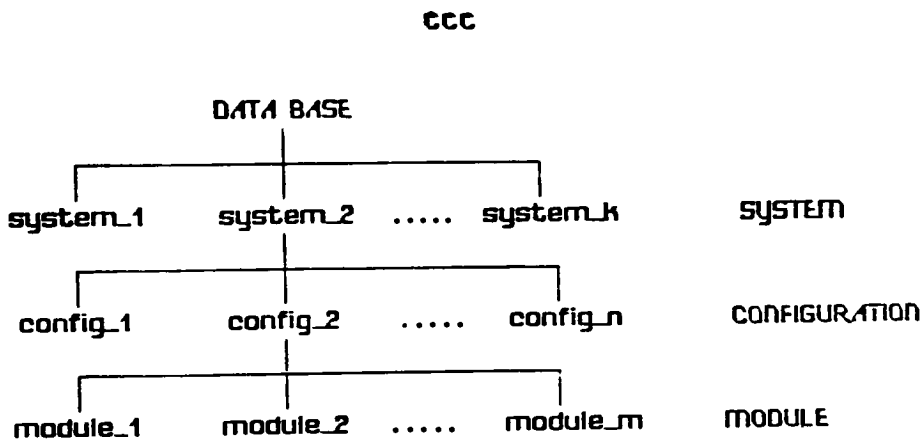 CCC
DATA BASE
system_1 system_2 ..... system_k SYSTEM
config_1 config_2 ..... config_n CONFIGURATION
module_1 module_2 ..... module_m MODULE